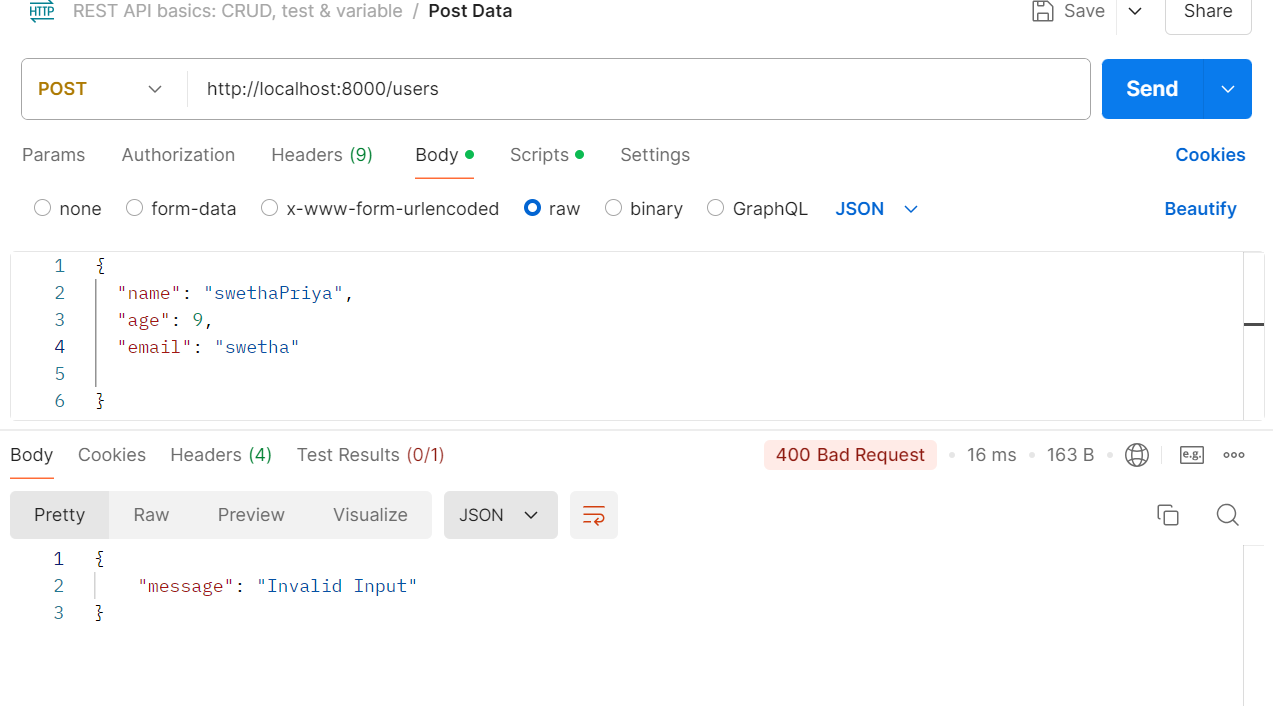 HTTP REST API basics: CRUD, test & variable / Post Data Save Share
POST http://localhost:8000/users Send
Params Authorization Headers (9) Body Scripts Settings Cookies
none form-data x-www-form-urlencoded raw binary GraphQL JSON Beautify
1 {
2 "name": "swethaPriya",
3 "age": 9,
4 "email": "swetha"
5
6 }
Body Cookies Headers (4) Test Results (0/1) 400 Bad Request 16 ms 163 B e.g.
Pretty Raw Preview Visualize JSON
1 {
2 "message": "Invalid Input"
3 }